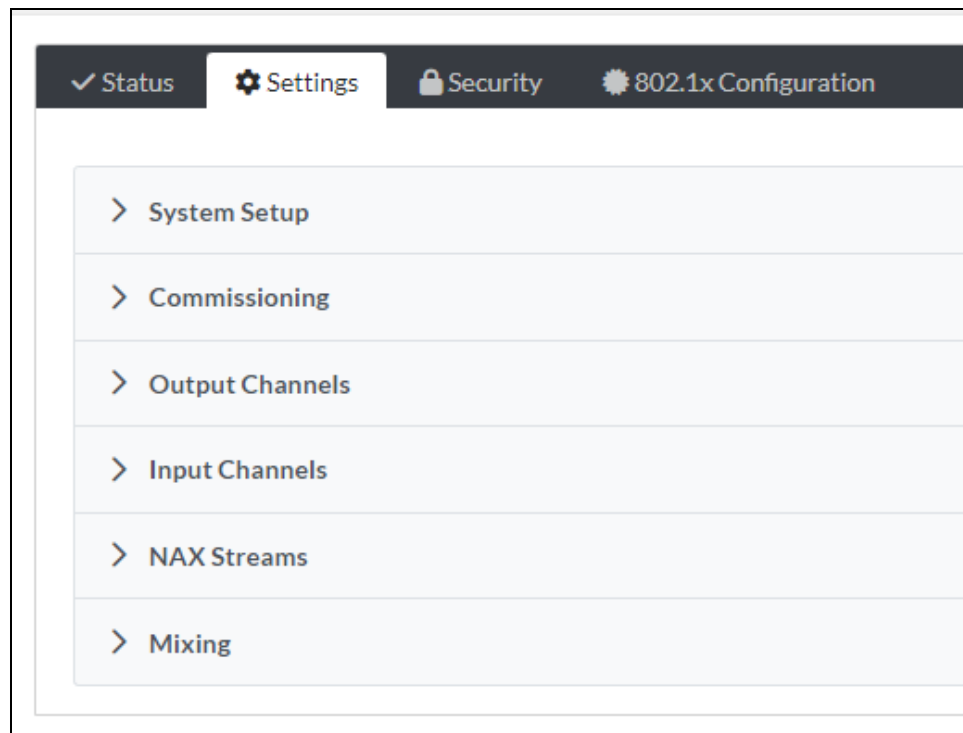 Status Settings Security 802.1x Configuration
System Setup
Commissioning
Output Channels
Input Channels
NAX Streams
Mixing